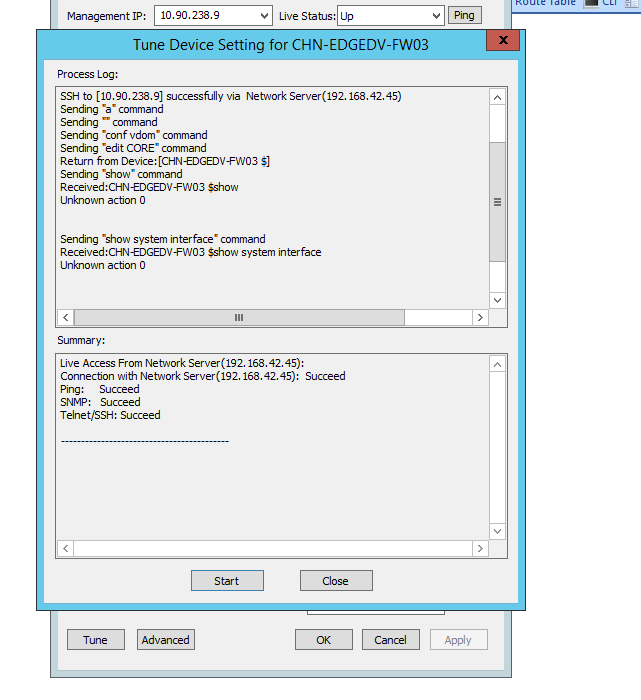 Route Table CLI
Management IP: 10.90.238.9 Live Status: Up Ping
Tune Device Setting for CHN-EDGEDV-FW03
Process Log:
SSH to [10.90.238.9] successfully via Network Server(192.168.42.45)
Sending "a" command
Sending "" command
Sending "conf vdom" command
Sending "edit CORE" command
Return from Device:[CHN-EDGEDV-FW03 $]
Sending "show" command
Received:CHN-EDGEDV-FW03 $show
Unknown action 0
Sending "show system interface" command
Received:CHN-EDGEDV-FW03 $show system interface
Unknown action 0
Summary:
Live Access From Network Server(192.168.42.45):
Connection with Network Server(192.168.42.45): Succeed
Ping: Succeed
SNMP: Succeed
Telnet/SSH: Succeed
------------------------------------------
Start Close
Tune Advanced OK Cancel Apply